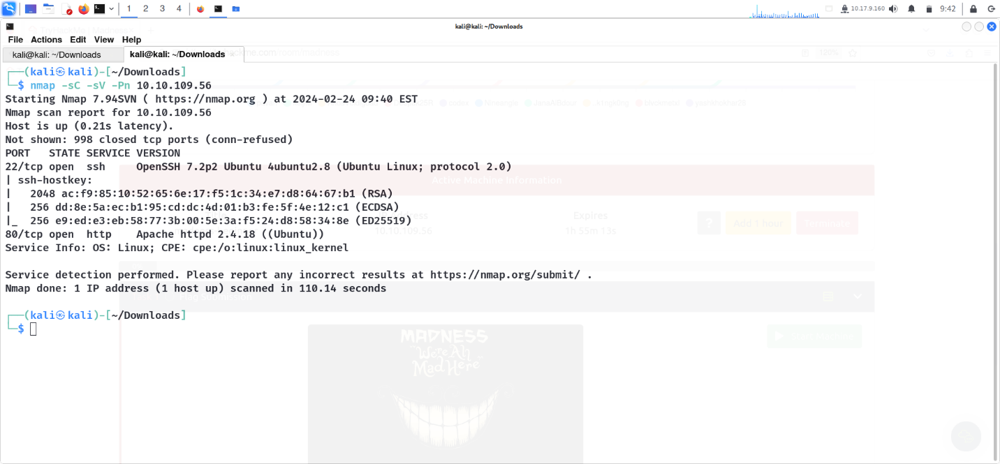 1 2 3 4 10.17.9.160 9:42
kali@kali: ~/Downloads
File Actions Edit View Help
kali@kali: ~/Downloads kali@kali: ~/Downloads
120%
┌──(kali㉿kali)-[~/Downloads]
└─$ nmap -sC -sV -Pn 10.10.109.56
Starting Nmap 7.94SVN ( https://nmap.org ) at 2024-02-24 09:40 EST
Nmap scan report for 10.10.109.56
Host is up (0.21s latency).
Not shown: 998 closed tcp ports (conn-refused)
PORT   STATE SERVICE VERSION
22/tcp open  ssh     OpenSSH 7.2p2 Ubuntu 4ubuntu2.8 (Ubuntu Linux; protocol 2.0)
| ssh-hostkey:
|   2048 ac:f9:85:10:52:65:6e:17:f5:1c:34:e7:d8:64:67:b1 (RSA)
|   256 dd:8e:5a:ec:b1:95:cd:dc:4d:01:b3:fe:5f:4e:12:c1 (ECDSA)
|_  256 e9:ed:e3:eb:58:77:3b:00:5e:3a:f5:24:d8:58:34:8e (ED25519)
80/tcp open  http    Apache httpd 2.4.18 ((Ubuntu))
Service Info: OS: Linux; CPE: cpe:/o:linux:linux_kernel
Service detection performed. Please report any incorrect results at https://nmap.org/submit/ .
Nmap done: 1 IP address (1 host up) scanned in 110.14 seconds
┌──(kali㉿kali)-[~/Downloads]
└─$
Active Machine Information
Expires
10.10.109.56 1h 55m 13s ? Add 1 hour Terminate
Flag Submission
MADNESS
We're All
Mad Here